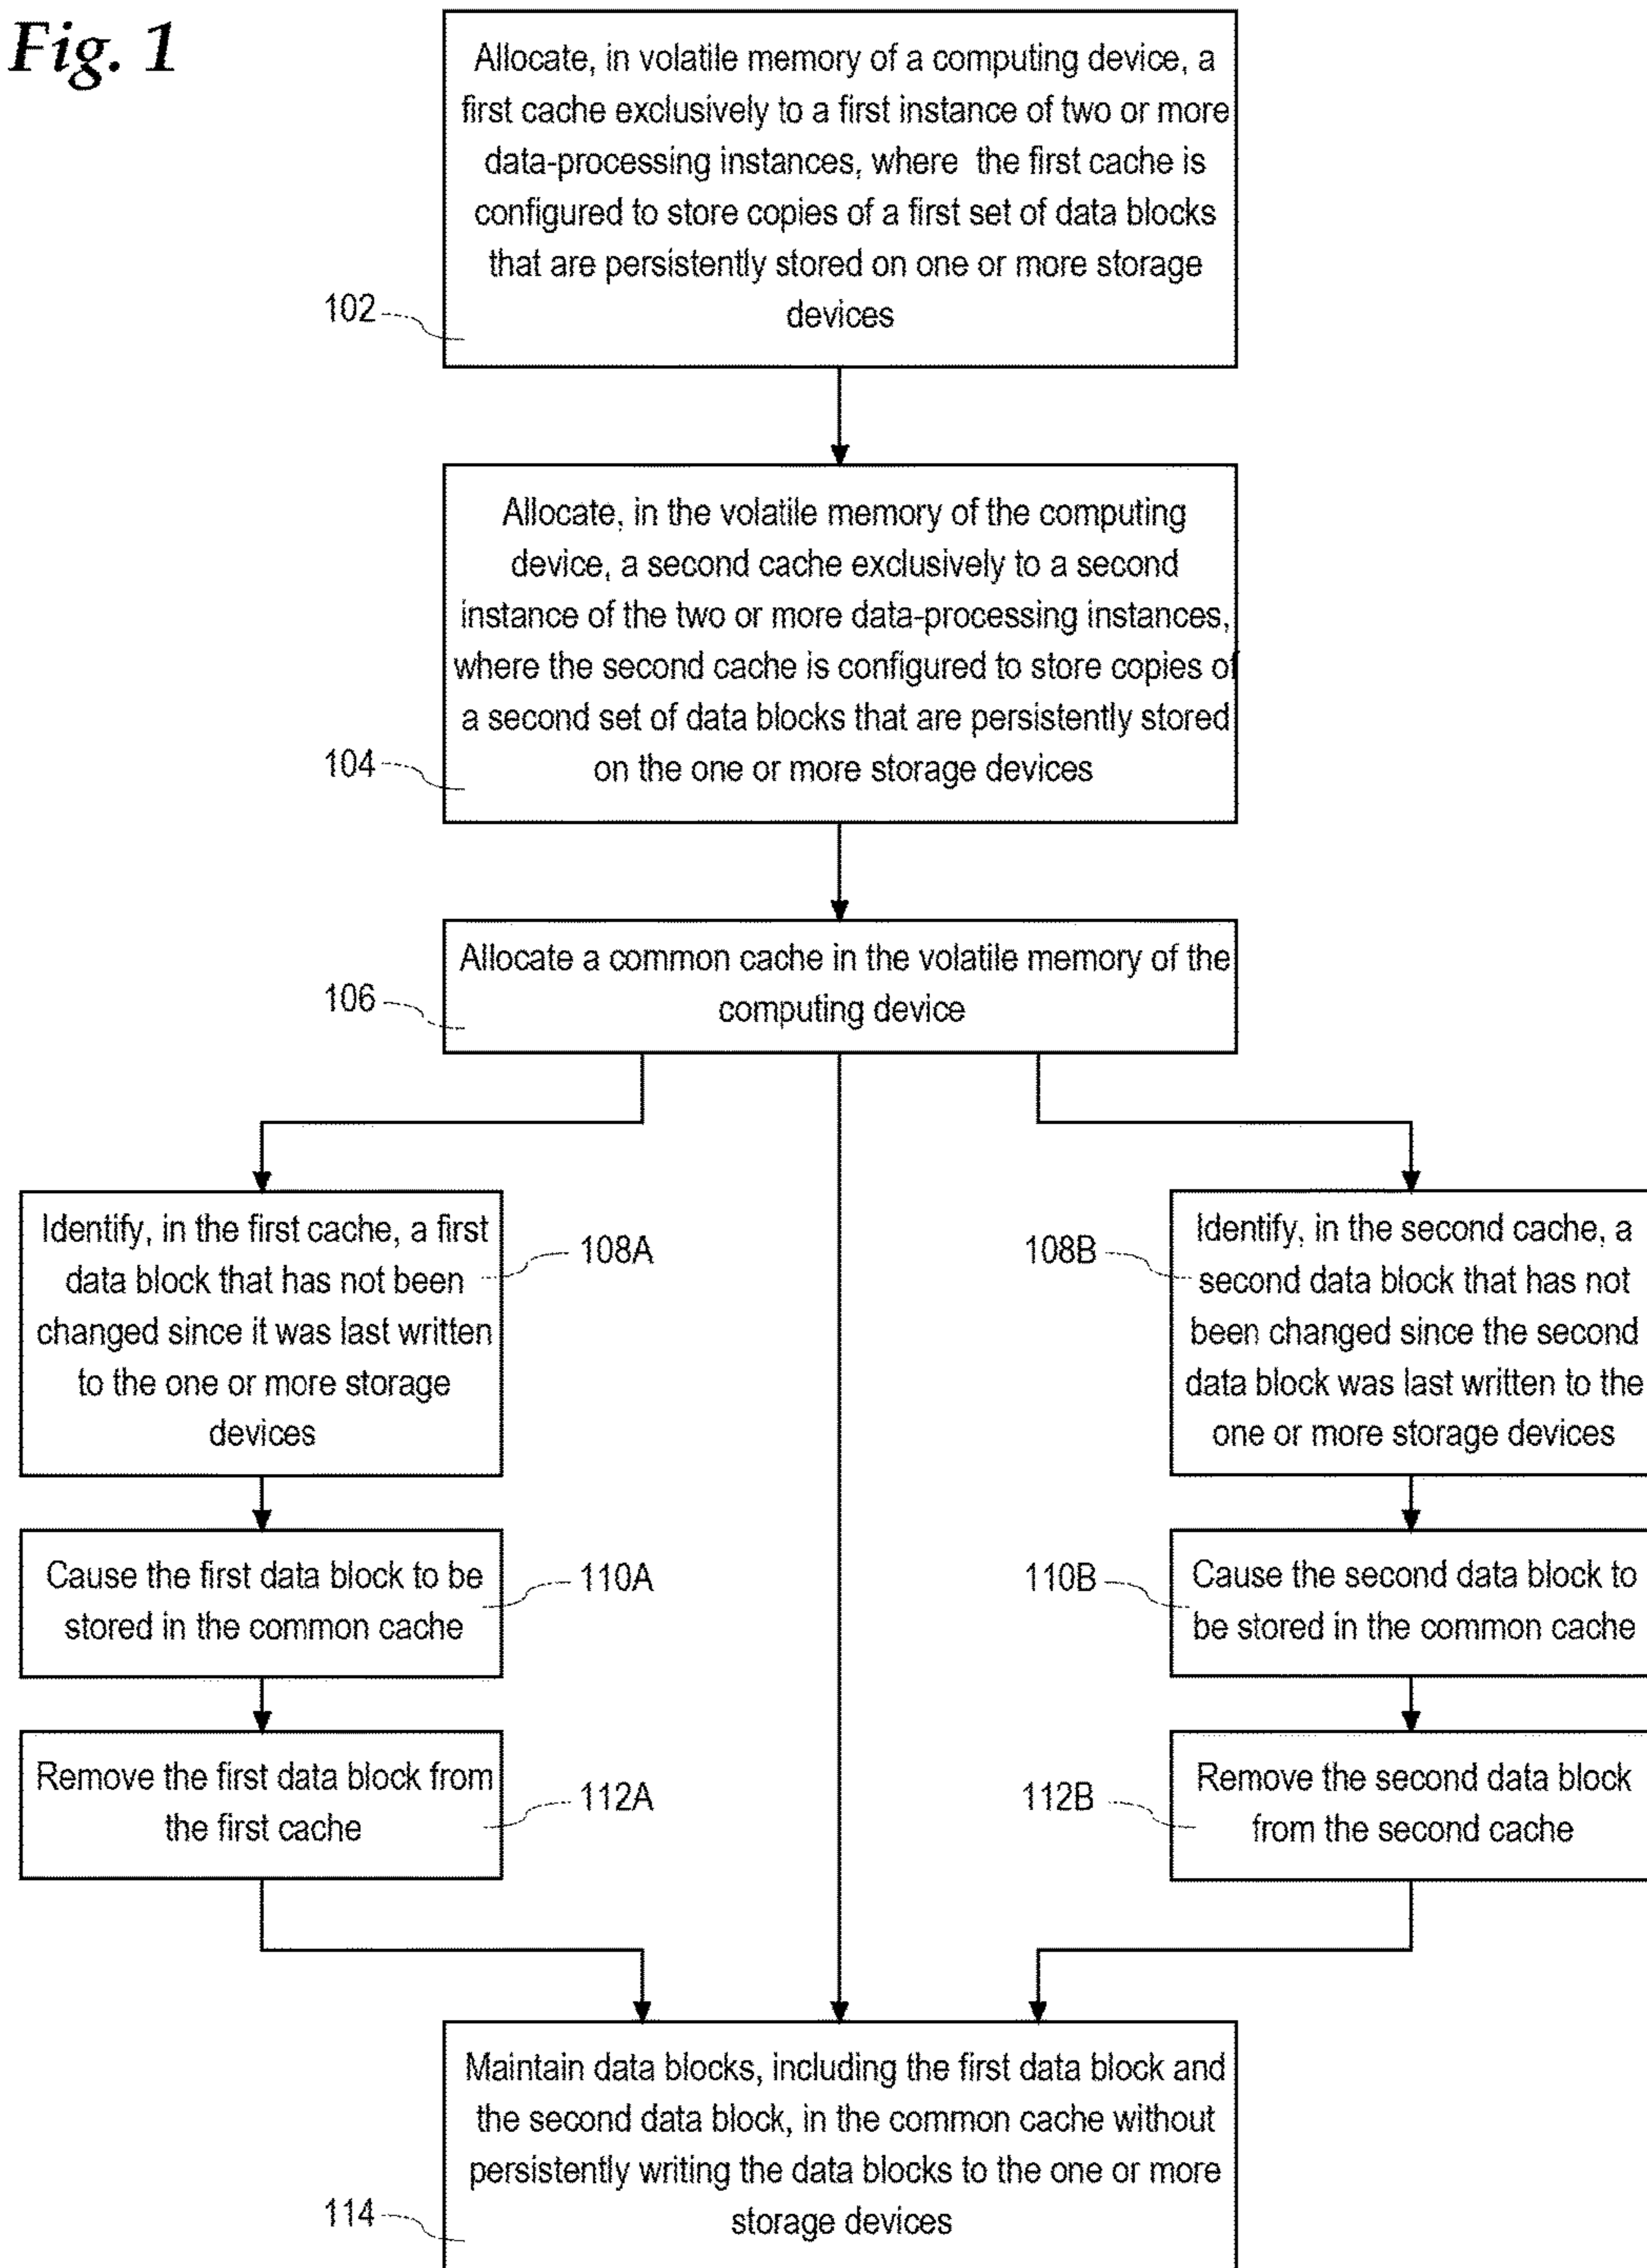 Fig. 1
Allocate, in volatile memory of a computing device, a
first cache exclusively to a first instance of two or more
data-processing instances, where the first cache is
configured to store copies of a first set of data blocks
that are persistently stored on one or more storage
devices
102
Allocate, in the volatile memory of the computing
device, a second cache exclusively to a second
instance of the two or more data-processing instances,
where the second cache is configured to store copies of
a second set of data blocks that are persistently stored
on the one or more storage devices
104
Allocate a common cache in the volatile memory of the
computing device
106
Identify, in the first cache, a first
data block that has not been
changed since it was last written
to the one or more storage
devices
108A
108B
Identify, in the second cache, a
second data block that has not
been changed since the second
data block was last written to the
one or more storage devices
Cause the first data block to be
stored in the common cache
110A
110B
Cause the second data block to
be stored in the common cache
Remove the first data block from
the first cache
112A
112B
Remove the second data block
from the second cache
Maintain data blocks, including the first data block and
the second data block, in the common cache without
persistently writing the data blocks to the one or more
storage devices
114